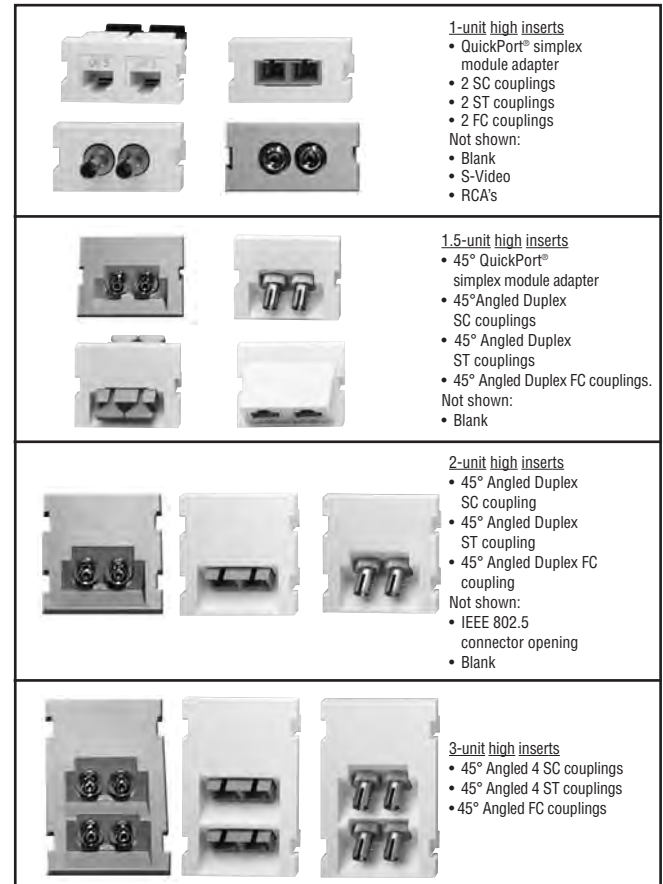 1-unit high inserts
• QuickPort® simplex
module adapter
• 2 SC couplings
• 2 ST couplings
• 2 FC couplings
Not shown:
• Blank
• S-Video
• RCA's
1.5-unit high inserts
• 45° QuickPort®
simplex module adapter
• 45°Angled Duplex
SC couplings
• 45° Angled Duplex
ST couplings
• 45° Angled Duplex FC couplings.
Not shown:
• Blank
2-unit high inserts
• 45° Angled Duplex
SC coupling
• 45° Angled Duplex
ST coupling
• 45° Angled Duplex FC
coupling
Not shown:
• IEEE 802.5
connector opening
• Blank
3-unit high inserts
• 45° Angled 4 SC couplings
• 45° Angled 4 ST couplings
• 45° Angled FC couplings